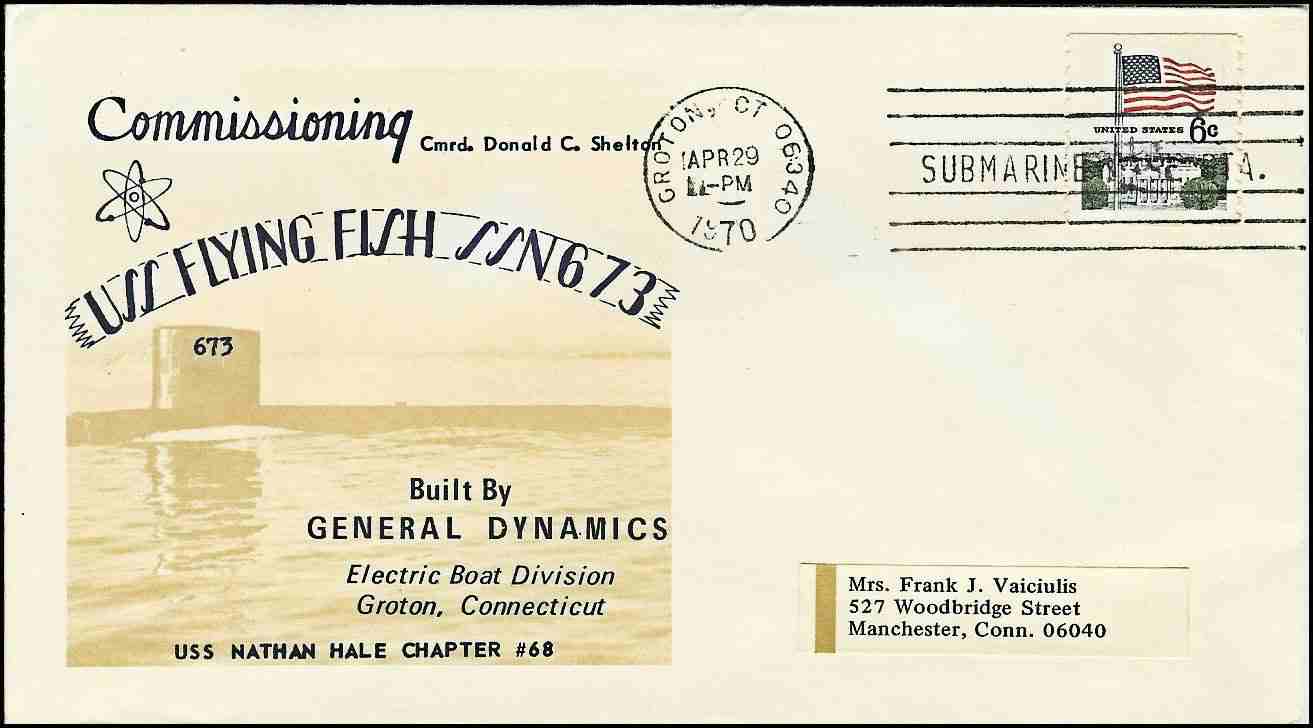 Commissioning Cmrd. Donald C. Shelton
USS FLYING FISH SSN 673
673
Built By
GENERAL DYNAMICS
Electric Boat Division
Groton, Connecticut
USS NATHAN HALE CHAPTER #68
GROTON, CT 06340
APR 29
PM
1970
UNITED STATES 6c
SUBMARINE
Mrs. Frank J. Vaiciulis
527 Woodbridge Street
Manchester, Conn. 06040